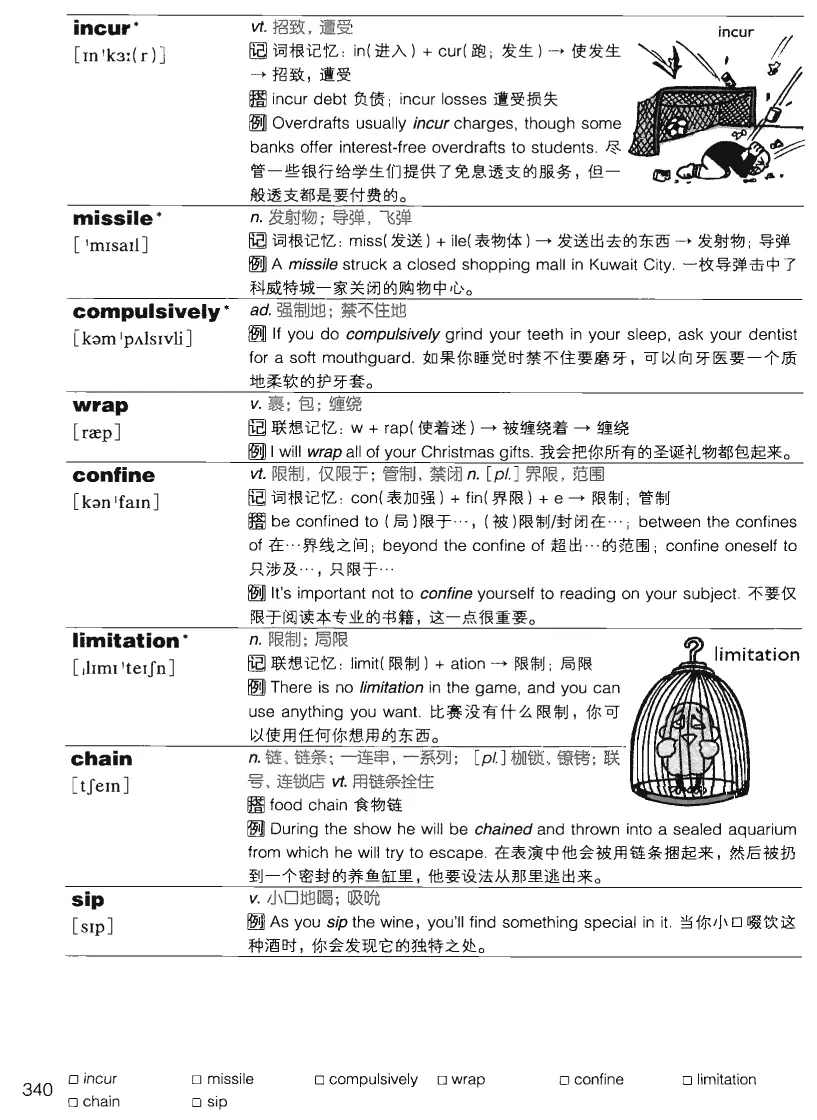 incur*
[ɪn'kɜː(r)]
vt. 招致，遭受
incur
记 词根记忆：in(进入) + cur(跑；发生) → 使发生
→ 招致，遭受
搭 incur debt 负债；incur losses 遭受损失
例 Overdrafts usually incur charges, though some
banks offer interest-free overdrafts to students. 尽
管一些银行给学生们提供了免息透支的服务，但一
般透支都是要付费的。
missile*
['mɪsaɪl]
n. 发射物；导弹，飞弹
记 词根记忆：miss(发送) + ile(表物体) → 发送出去的东西 → 发射物；导弹
例 A missile struck a closed shopping mall in Kuwait City. 一枚导弹击中了
科威特城一家关闭的购物中心。
compulsively*
[kəm'pʌlsɪvli]
ad. 强制地；禁不住地
例 If you do compulsively grind your teeth in your sleep, ask your dentist
for a soft mouthguard. 如果你睡觉时禁不住要磨牙，可以向牙医要一个质
地柔软的护牙套。
wrap
[ræp]
v. 裹；包；缠绕
记 联想记忆：w + rap(使着迷) → 被缠绕着 → 缠绕
例 I will wrap all of your Christmas gifts. 我会把你所有的圣诞礼物都包起来。
confine
[kən'faɪn]
vt. 限制，仅限于；管制，禁闭 n. [pl.] 界限，范围
记 词根记忆：con(表加强) + fin(界限) + e → 限制；管制
搭 be confined to (局)限于…，(被)限制/封闭在…；between the confines
of 在…界线之间；beyond the confine of 超出…的范围；confine oneself to
只涉及…，只限于…
例 It's important not to confine yourself to reading on your subject. 不要仅
限于阅读本专业的书籍，这一点很重要。
limitation*
[ˌlɪmɪ'teɪʃn]
n. 限制；局限
limitation
记 联想记忆：limit(限制) + ation → 限制；局限
例 There is no limitation in the game, and you can
use anything you want. 比赛没有什么限制，你可
以使用任何你想用的东西。
chain
[tʃeɪn]
n. 链、链条；一连串，一系列；[pl.] 枷锁、镣铐；联
号，连锁店 vt. 用链条拴住
搭 food chain 食物链
例 During the show he will be chained and thrown into a sealed aquarium
from which he will try to escape. 在表演中他会被用链条捆起来，然后被扔
到一个密封的养鱼缸里，他要设法从那里逃出来。
sip
[sɪp]
v. 小口地喝；吸吮
例 As you sip the wine, you'll find something special in it. 当你小口啜饮这
种酒时，你会发现它的独特之处。
340
□ incur □ missile □ compulsively □ wrap □ confine □ limitation
□ chain □ sip